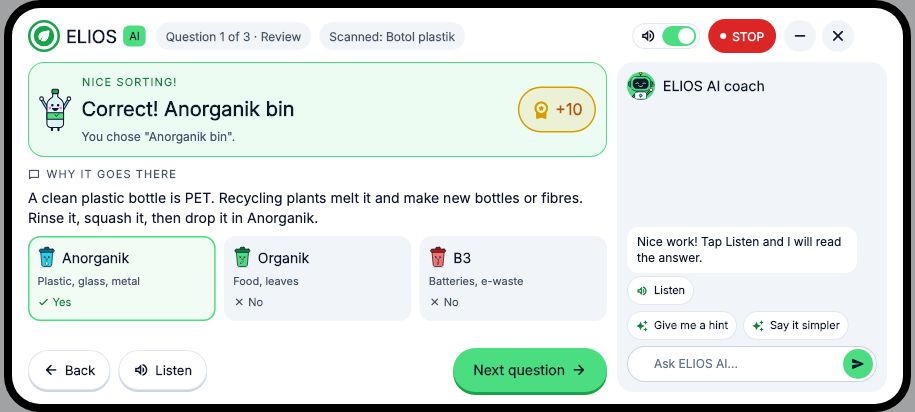 ELIOS AI
Question 1 of 3 · Review
Scanned: Botol plastik
STOP
NICE SORTING!
Correct! Anorganik bin
You chose "Anorganik bin".
+10
WHY IT GOES THERE
A clean plastic bottle is PET. Recycling plants melt it and make new bottles or fibres.
Rinse it, squash it, then drop it in Anorganik.
Anorganik
Plastic, glass, metal
Yes
Organik
Food, leaves
No
B3
Batteries, e-waste
No
Back
Listen
Next question
ELIOS AI coach
Nice work! Tap Listen and I will read
the answer.
Listen
Give me a hint
Say it simpler
Ask ELIOS AI...